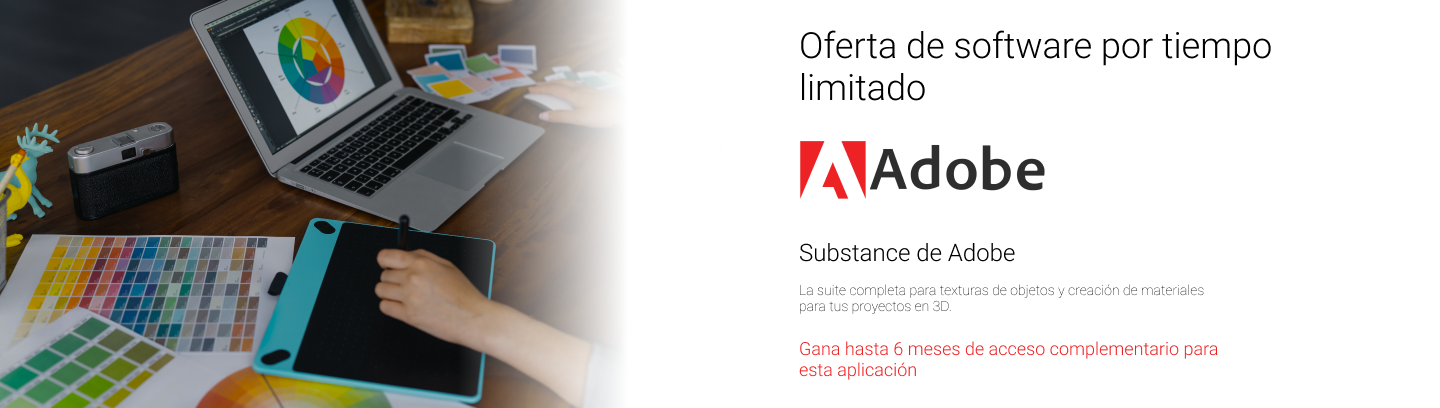 Oferta de software por tiempo
limitado
Adobe
Substance de Adobe
La suite completa para texturas de objetos y creación de materiales
para tus proyectos en 3D.
Gana hasta 6 meses de acceso complementario para
esta aplicación